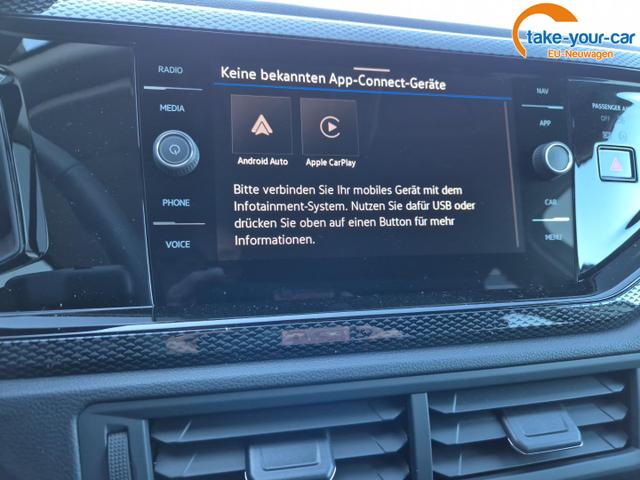 take-your-car
EU-Neuwagen
RADIO
MEDIA
PHONE
VOICE
Keine bekannten App-Connect-Geräte
Android Auto
Apple CarPlay
Bitte verbinden Sie Ihr mobiles Gerät mit dem
Infotainment-System. Nutzen Sie dafür USB oder
drücken Sie oben auf einen Button für mehr
Informationen.
NAV
APP
CAR
MENU
PASSENGER
OFF